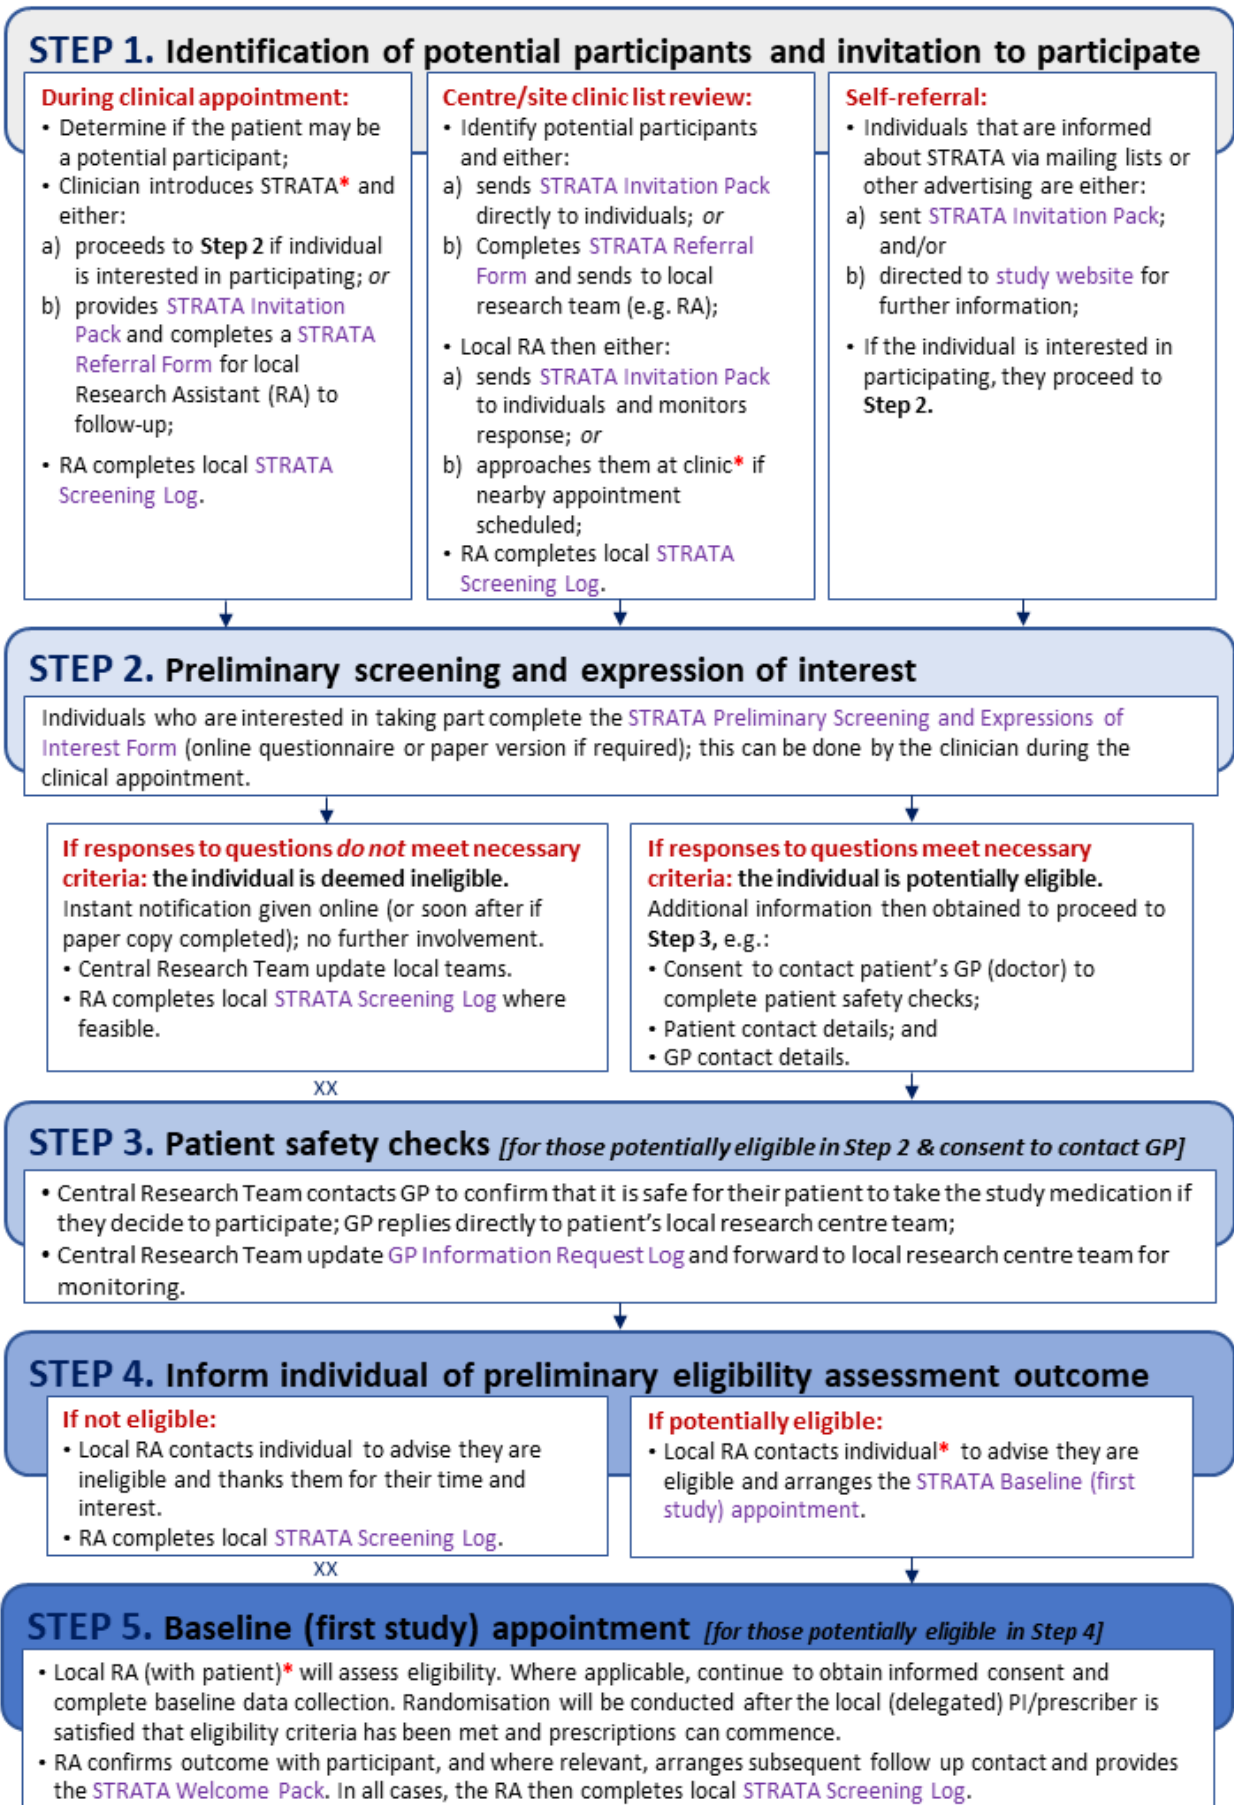 STEP 1. Identification of potential participants and invitation to participate
During clinical appointment:
• Determine if the patient may be
a potential participant;
• Clinician introduces STRATA* and
either:
a) proceeds to Step 2 if individual
is interested in participating; or
b) provides STRATA Invitation
Pack and completes a STRATA
Referral Form for local
Research Assistant (RA) to
follow-up;
• RA completes local STRATA
Screening Log.
Centre/site clinic list review:
• Identify potential participants
and either:
a) sends STRATA Invitation Pack
directly to individuals; or
b) Completes STRATA Referral
Form and sends to local
research team (e.g. RA);
• Local RA then either:
a) sends STRATA Invitation Pack
to individuals and monitors
response; or
b) approaches them at clinic* if
nearby appointment
scheduled;
• RA completes local STRATA
Screening Log.
Self-referral:
• Individuals that are informed
about STRATA via mailing lists or
other advertising are either:
a) sent STRATA Invitation Pack;
and/or
b) directed to study website for
further information;
• If the individual is interested in
participating, they proceed to
Step 2.
STEP 2. Preliminary screening and expression of interest
Individuals who are interested in taking part complete the STRATA Preliminary Screening and Expressions of
Interest Form (online questionnaire or paper version if required); this can be done by the clinician during the
clinical appointment.
If responses to questions do not meet necessary
criteria: the individual is deemed ineligible.
Instant notification given online (or soon after if
paper copy completed); no further involvement.
• Central Research Team update local teams.
• RA completes local STRATA Screening Log where
feasible.
XX
If responses to questions meet necessary
criteria: the individual is potentially eligible.
Additional information then obtained to proceed to
Step 3, e.g.:
• Consent to contact patient's GP (doctor) to
complete patient safety checks;
• Patient contact details; and
• GP contact details.
STEP 3. Patient safety checks [for those potentially eligible in Step 2 & consent to contact GP]
• Central Research Team contacts GP to confirm that it is safe for their patient to take the study medication if
they decide to participate; GP replies directly to patient's local research centre team;
• Central Research Team update GP Information Request Log and forward to local research centre team for
monitoring.
STEP 4. Inform individual of preliminary eligibility assessment outcome
If not eligible:
• Local RA contacts individual to advise they are
ineligible and thanks them for their time and
interest.
• RA completes local STRATA Screening Log.
XX
If potentially eligible:
• Local RA contacts individual* to advise they are
eligible and arranges the STRATA Baseline (first
study) appointment.
STEP 5. Baseline (first study) appointment [for those potentially eligible in Step 4]
• Local RA (with patient)* will assess eligibility. Where applicable, continue to obtain informed consent and
complete baseline data collection. Randomisation will be conducted after the local (delegated) PI/prescriber is
satisfied that eligibility criteria has been met and prescriptions can commence.
• RA confirms outcome with participant, and where relevant, arranges subsequent follow up contact and provides
the STRATA Welcome Pack. In all cases, the RA then completes local STRATA Screening Log.